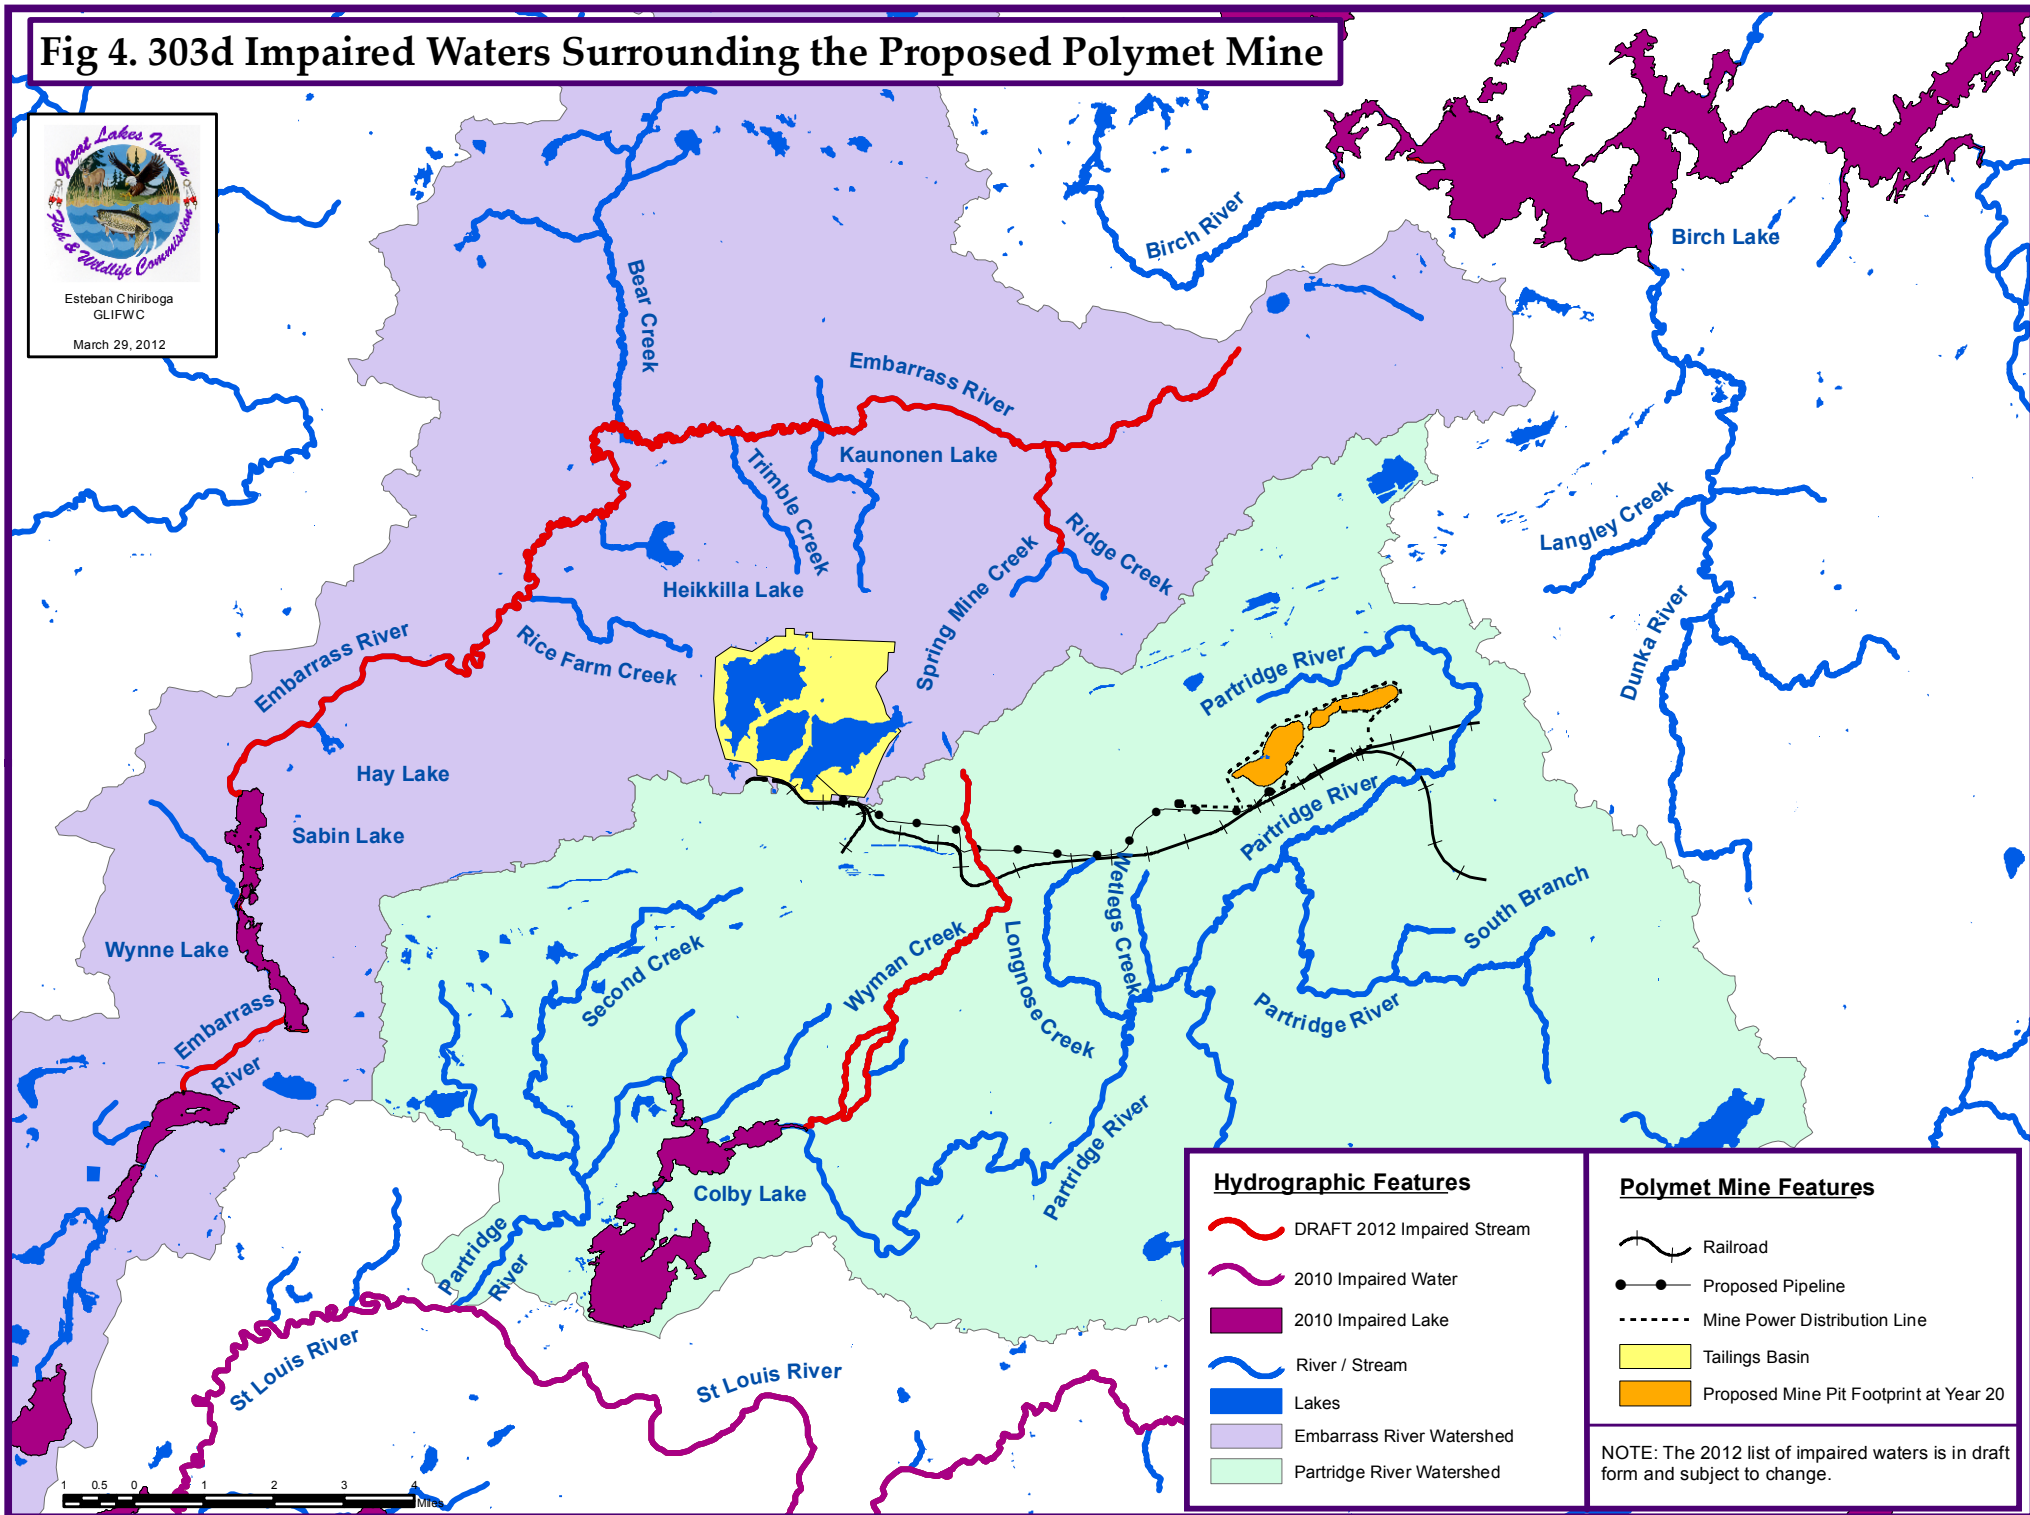 Fig 4. 303d Impaired Waters Surrounding the Proposed Polymet Mine
Great Lakes Indian
Fish & Wildlife Commission
Esteban Chiriboga
GLIFWC
March 29, 2012
Birch River
Birch Lake
Bear Creek
Embarrass River
Kaunonen Lake
Trimble Creek
Ridge Creek
Langley Creek
Heikkilla Lake
Spring Mine Creek
Dunka River
Embarrass River
Rice Farm Creek
Partridge River
Hay Lake
Sabin Lake
Partridge River
Wetlegs Creek
South Branch
Wynne Lake
Second Creek
Wyman Creek
Longnose Creek
Partridge River
Embarrass
River
Partridge River
Colby Lake
Partridge
River
St Louis River
St Louis River
Hydrographic Features
DRAFT 2012 Impaired Stream
2010 Impaired Water
2010 Impaired Lake
River / Stream
Lakes
Embarrass River Watershed
Partridge River Watershed
Polymet Mine Features
Railroad
Proposed Pipeline
Mine Power Distribution Line
Tailings Basin
Proposed Mine Pit Footprint at Year 20
NOTE: The 2012 list of impaired waters is in draft
form and subject to change.
1 0.5 0 1 2 3 4
Miles